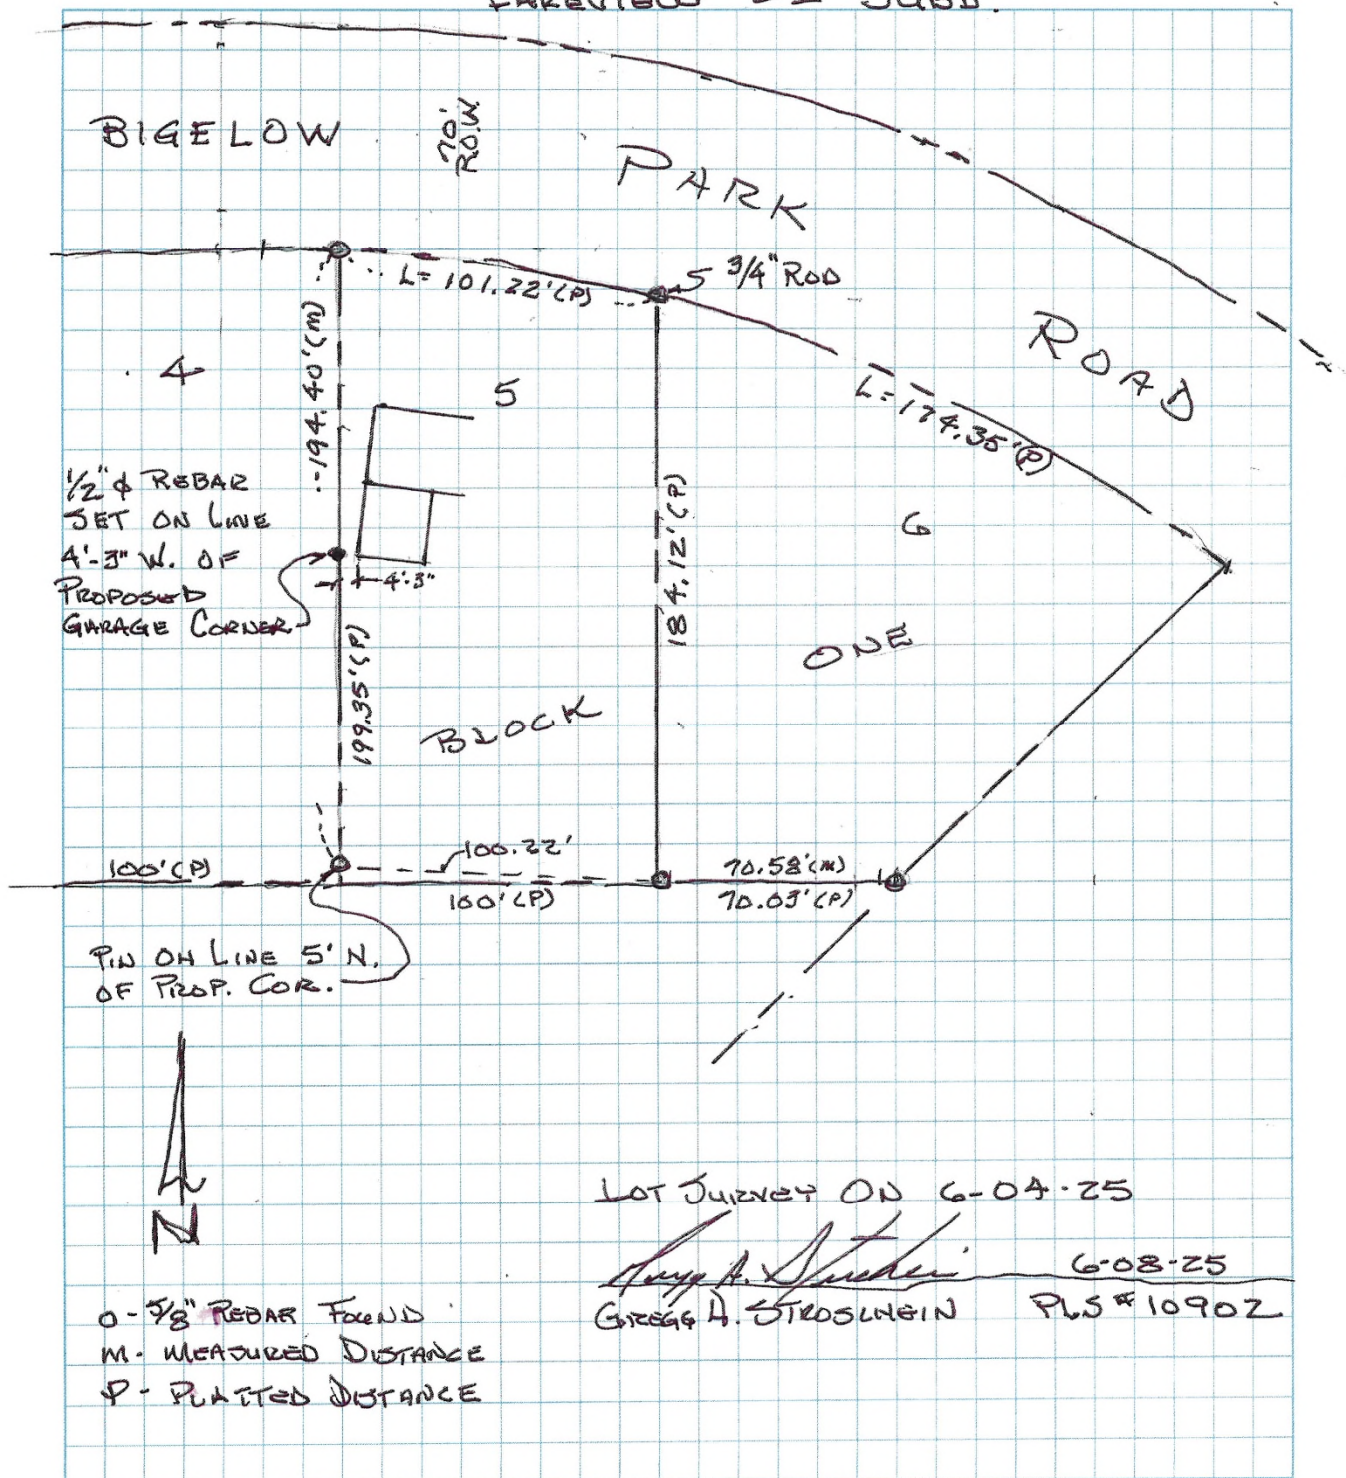 SUBD.
BIGELOW
70'
R.O.W.
PARK
ROAD
L= 101.22'(P)
3/4" ROD
194.40'(M)
4
5
L= 174.35'(P)
1/2" ɸ REBAR
SET ON LINE
4'-3" W. OF
PROPOSED
GARAGE CORNER
4'-3"
184.12'(P)
6
ONE
199.35'(P)
BLOCK
100'(P)
100.22'
100'(P)
70.58'(M)
70.03'(P)
PIN ON LINE 5' N.
OF PROP. COR.
N
LOT SURVEY ON 6-04-25
6-08-25
GREGG A. STROSCHEIN PLS # 10902
O - 5/8" REBAR FOUND
M - MEASURED DISTANCE
P - PLATTED DISTANCE